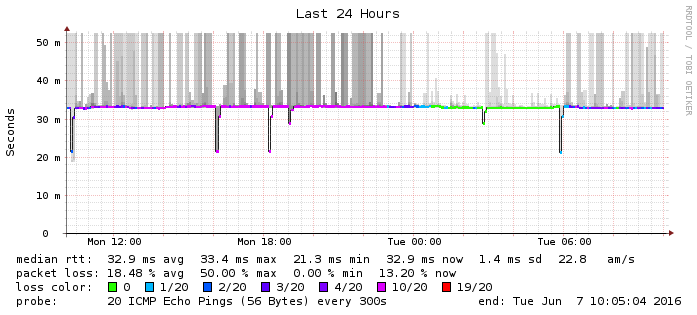 Last 24 Hours
RRDTOOL / TOBI OETIKER
Seconds
50 m
40 m
30 m
20 m
10 m
0
Mon 12:00 Mon 18:00 Tue 00:00 Tue 06:00
median rtt: 32.9 ms avg 33.4 ms max 21.3 ms min 32.9 ms now 1.4 ms sd 22.8 am/s
packet loss: 18.48 % avg 50.00 % max 0.00 % min 13.20 % now
loss color: 0 1/20 2/20 3/20 4/20 10/20 19/20
probe: 20 ICMP Echo Pings (56 Bytes) every 300s end: Tue Jun 7 10:05:04 2016